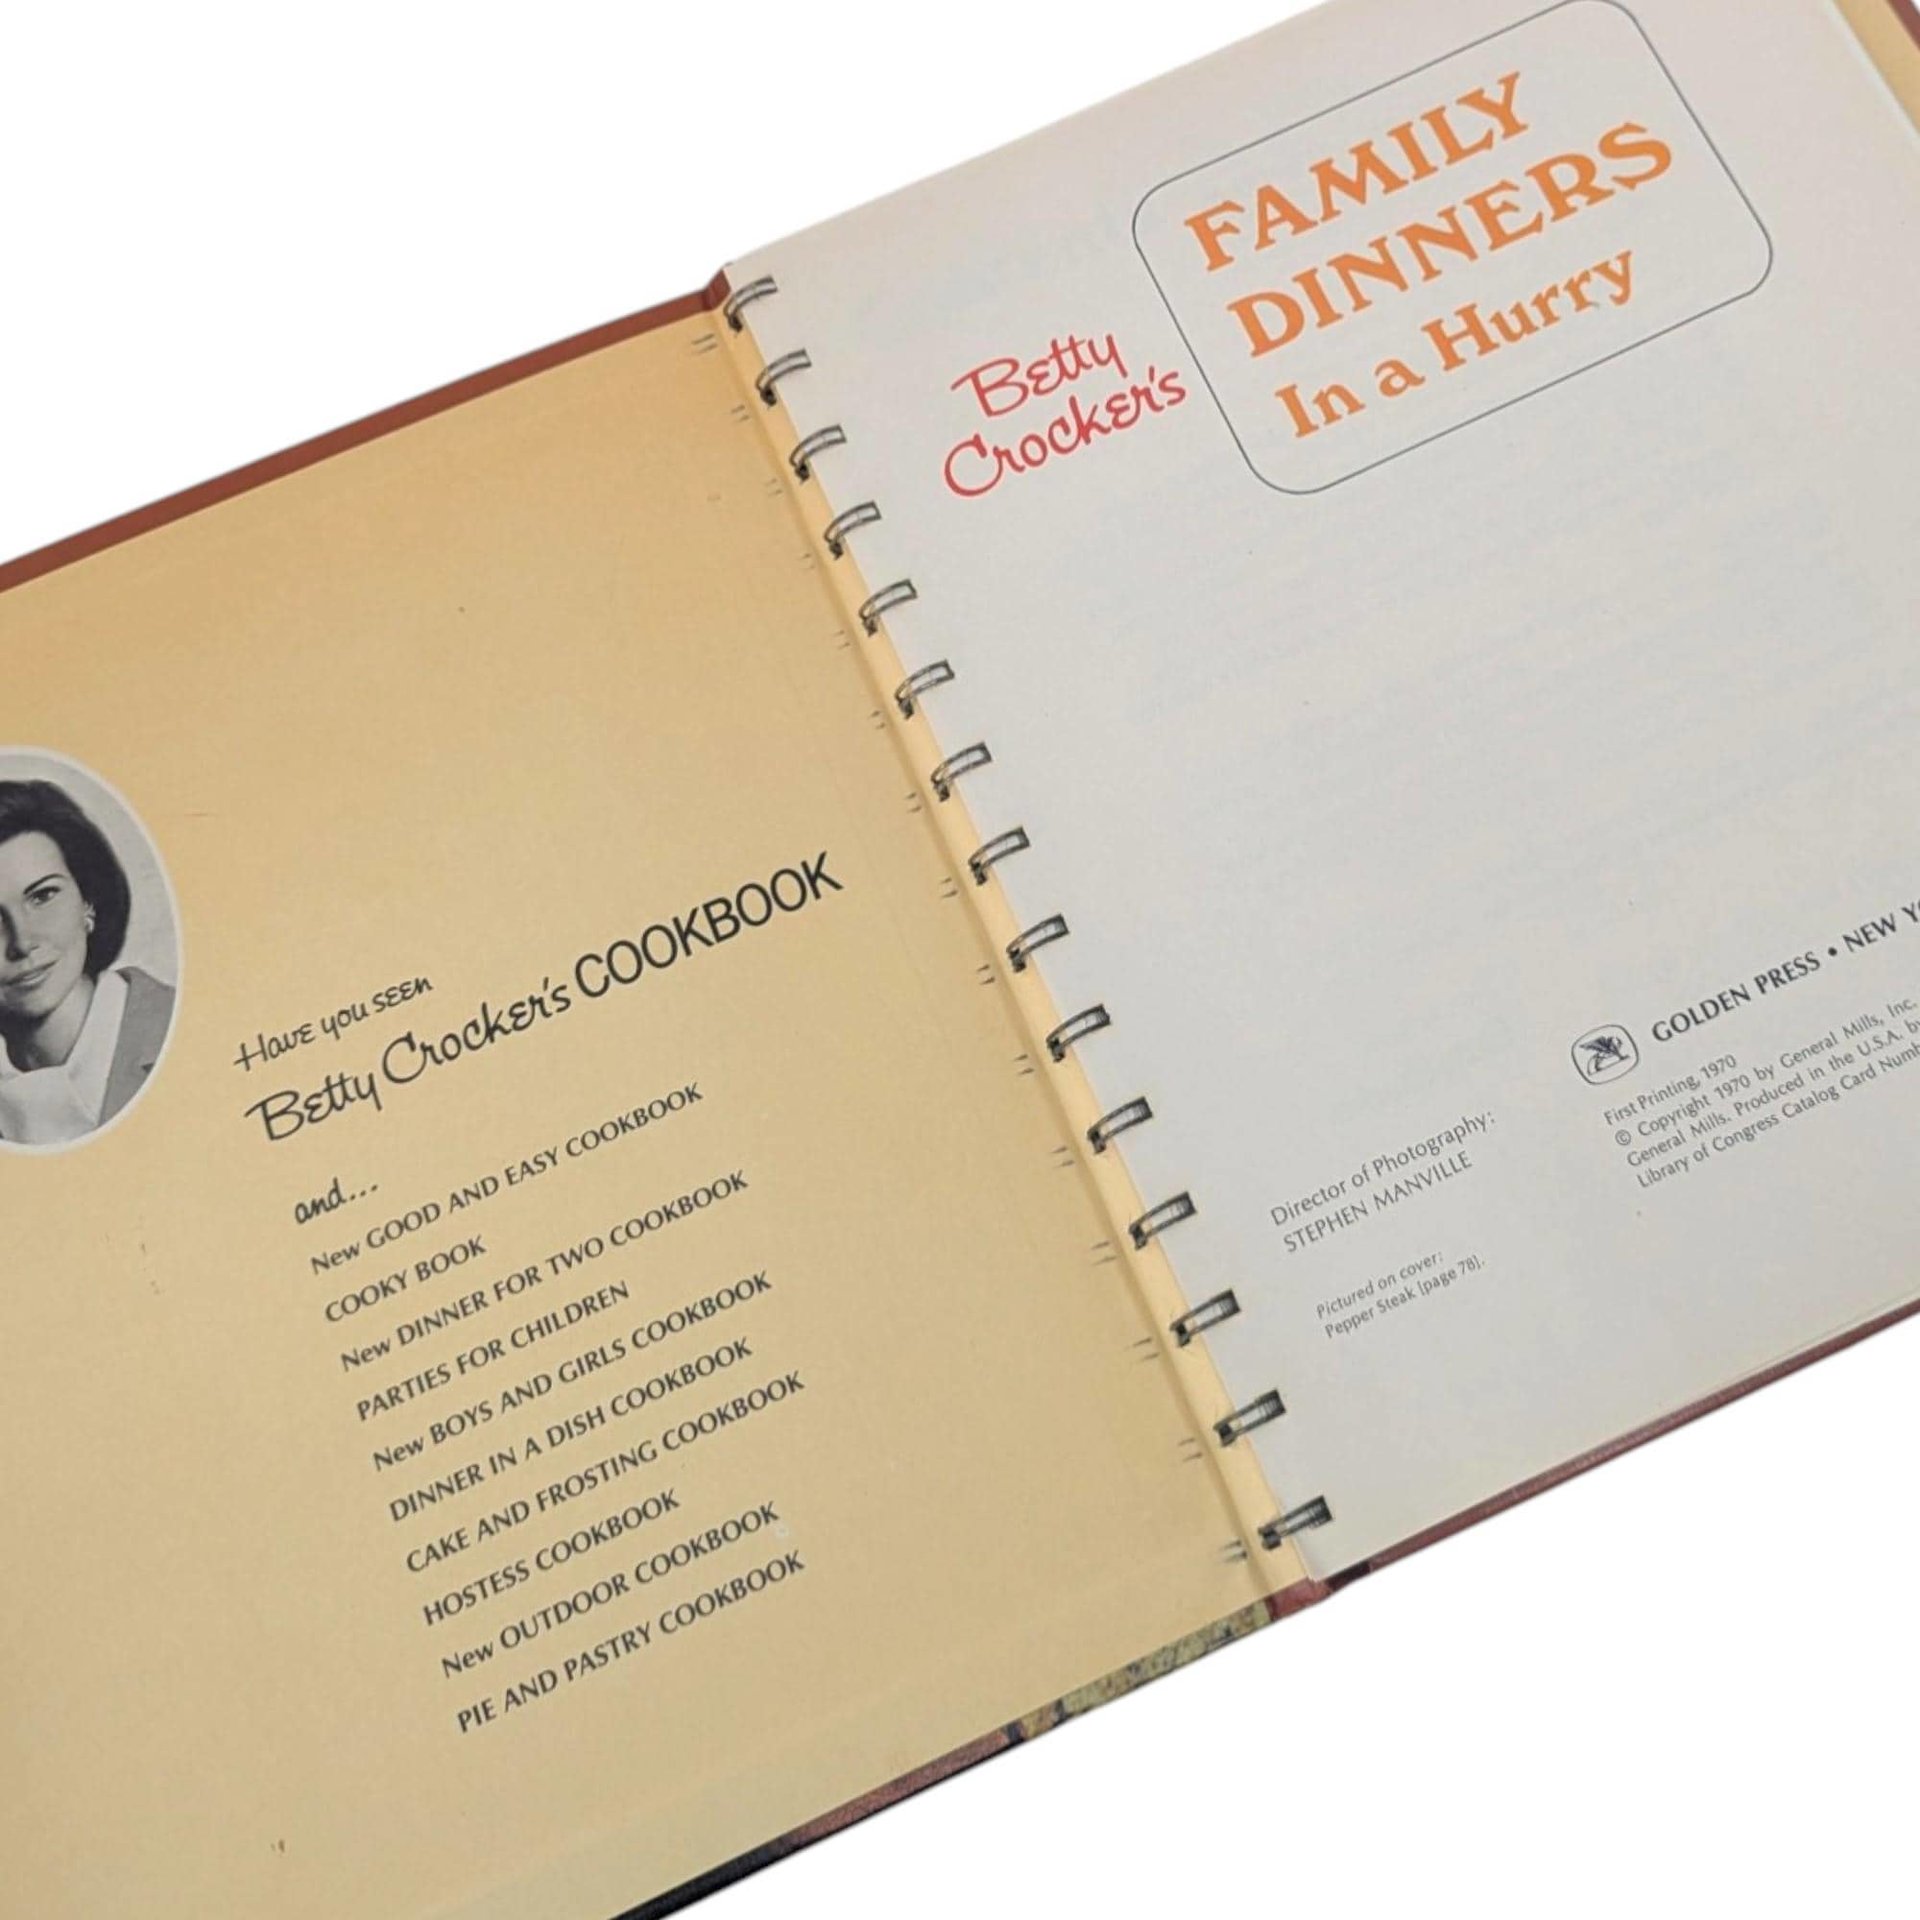 Have you seen
Betty Crocker's COOKBOOK
and...
New GOOD AND EASY COOKBOOK
COOKY BOOK
New DINNER FOR TWO COOKBOOK
PARTIES FOR CHILDREN
New BOYS AND GIRLS COOKBOOK
DINNER IN A DISH COOKBOOK
CAKE AND FROSTING COOKBOOK
HOSTESS COOKBOOK
New OUTDOOR COOKBOOK
PIE AND PASTRY COOKBOOK
Betty
Crocker's
FAMILY
DINNERS
In a Hurry
GOLDEN PRESS • NEW
Director of Photography:
STEPHEN MANVILLE
Pictured on cover:
Pepper Steak [page 78].
First Printing, 1970
© Copyright 1970 by General Mills, Inc.
General Mills. Produced in the U.S.A. by
Library of Congress Catalog Card